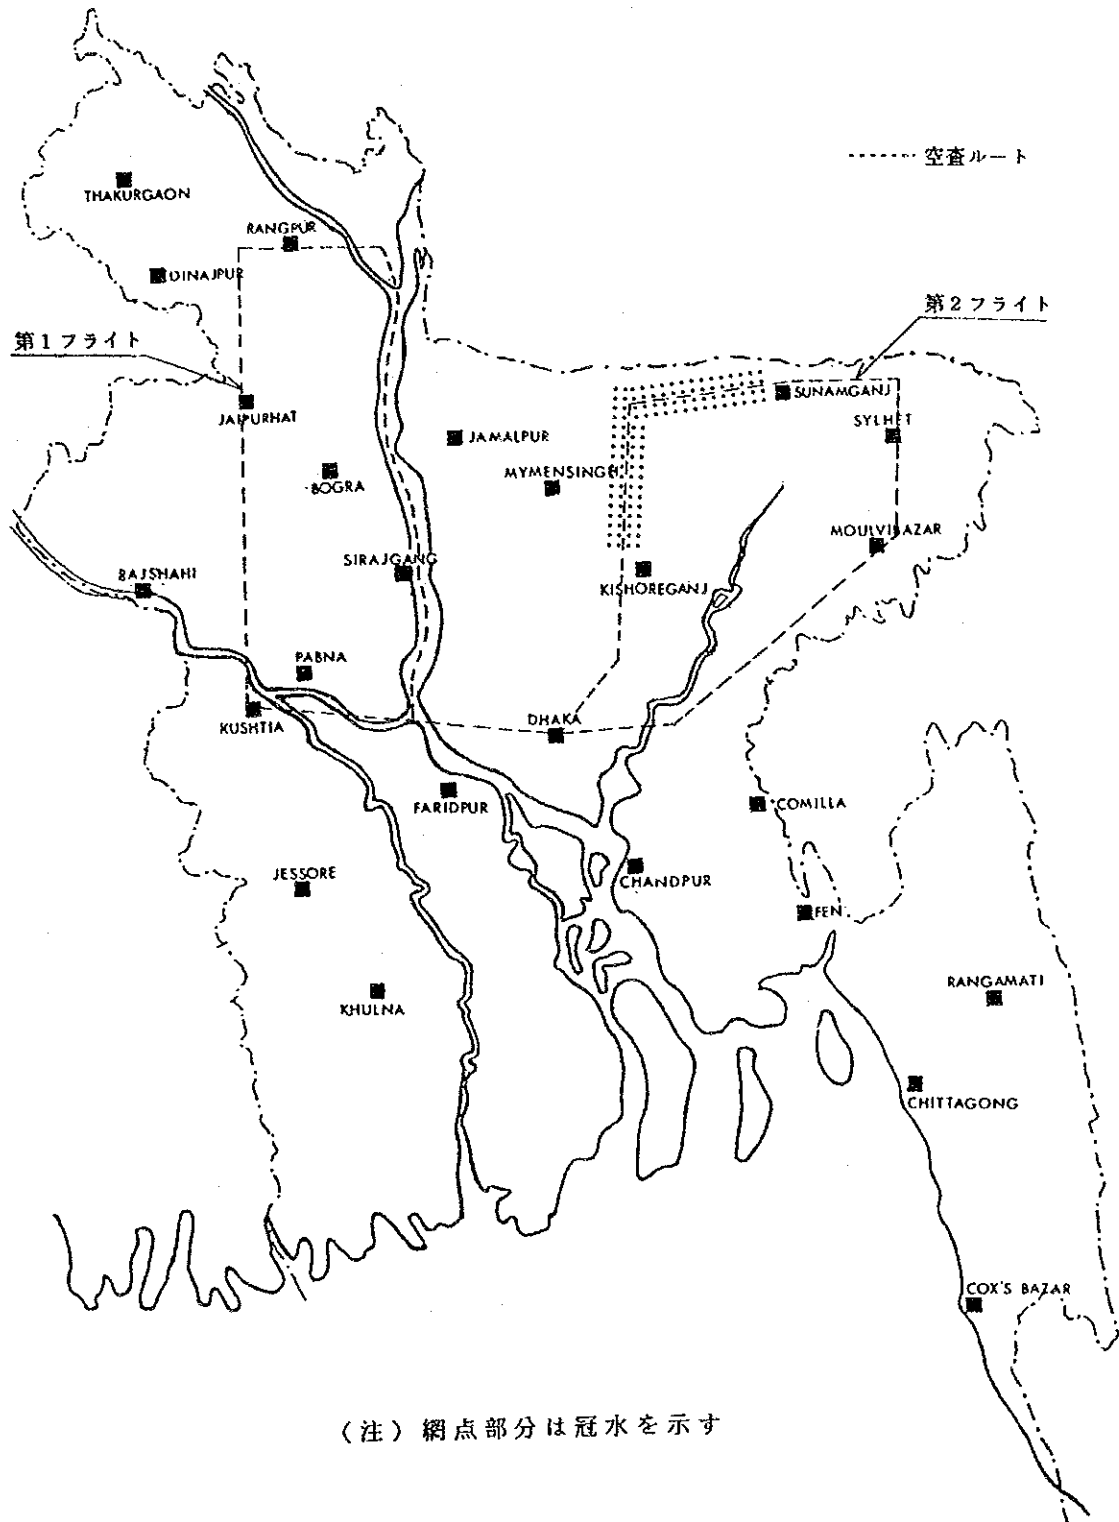 空査ルート
THAKURGAON
RANGPUR
DINAJPUR
第2フライト
第1フライト
SUNAMGANJ
JAIPURHAT
SYLHET
JAMALPUR
MYMENSINGH
BOGRA
MOULVIBAZAR
SIRAJGANG
RAJSHAHI
KISHOREGANJ
PABNA
DHAKA
KUSHTIA
FARIDPUR
COMILLA
JESSORE
CHANDPUR
FEN
RANGAMATI
KHULNA
CHITTAGONG
COX'S BAZAR
(注) 網点部分は冠水を示す